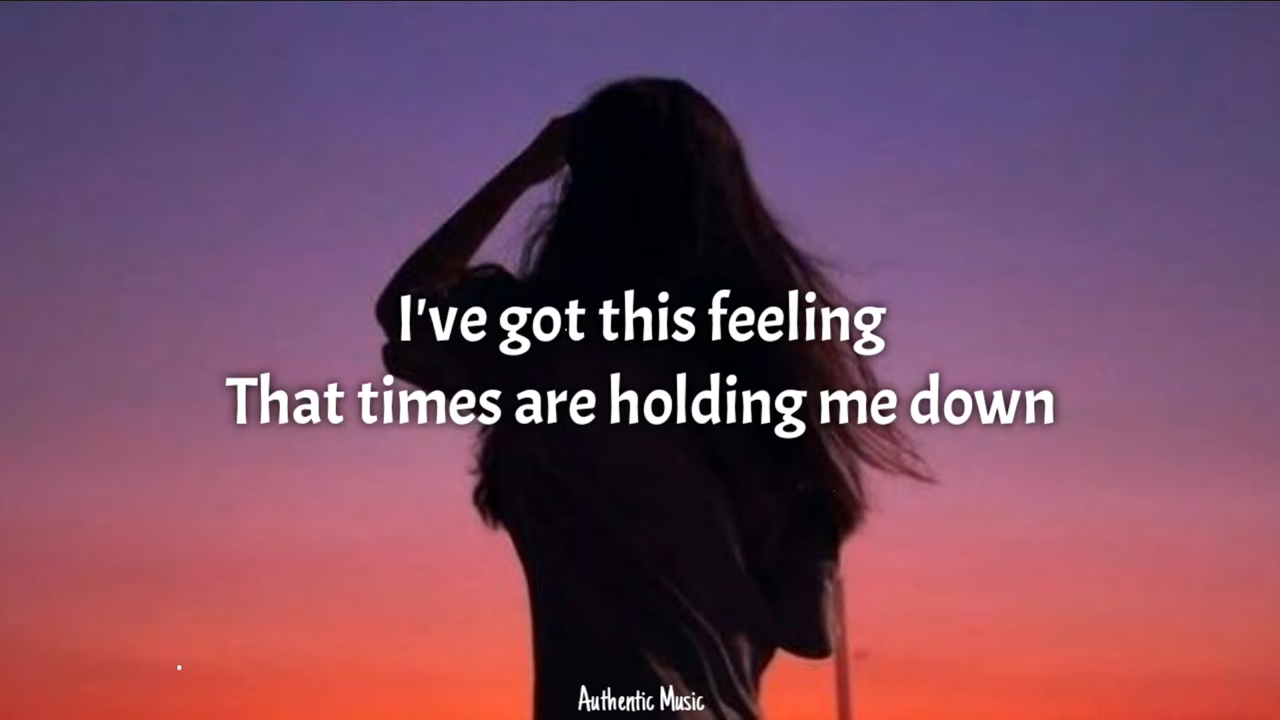 I've got this feeling
That times are holding me down
Authentic Music